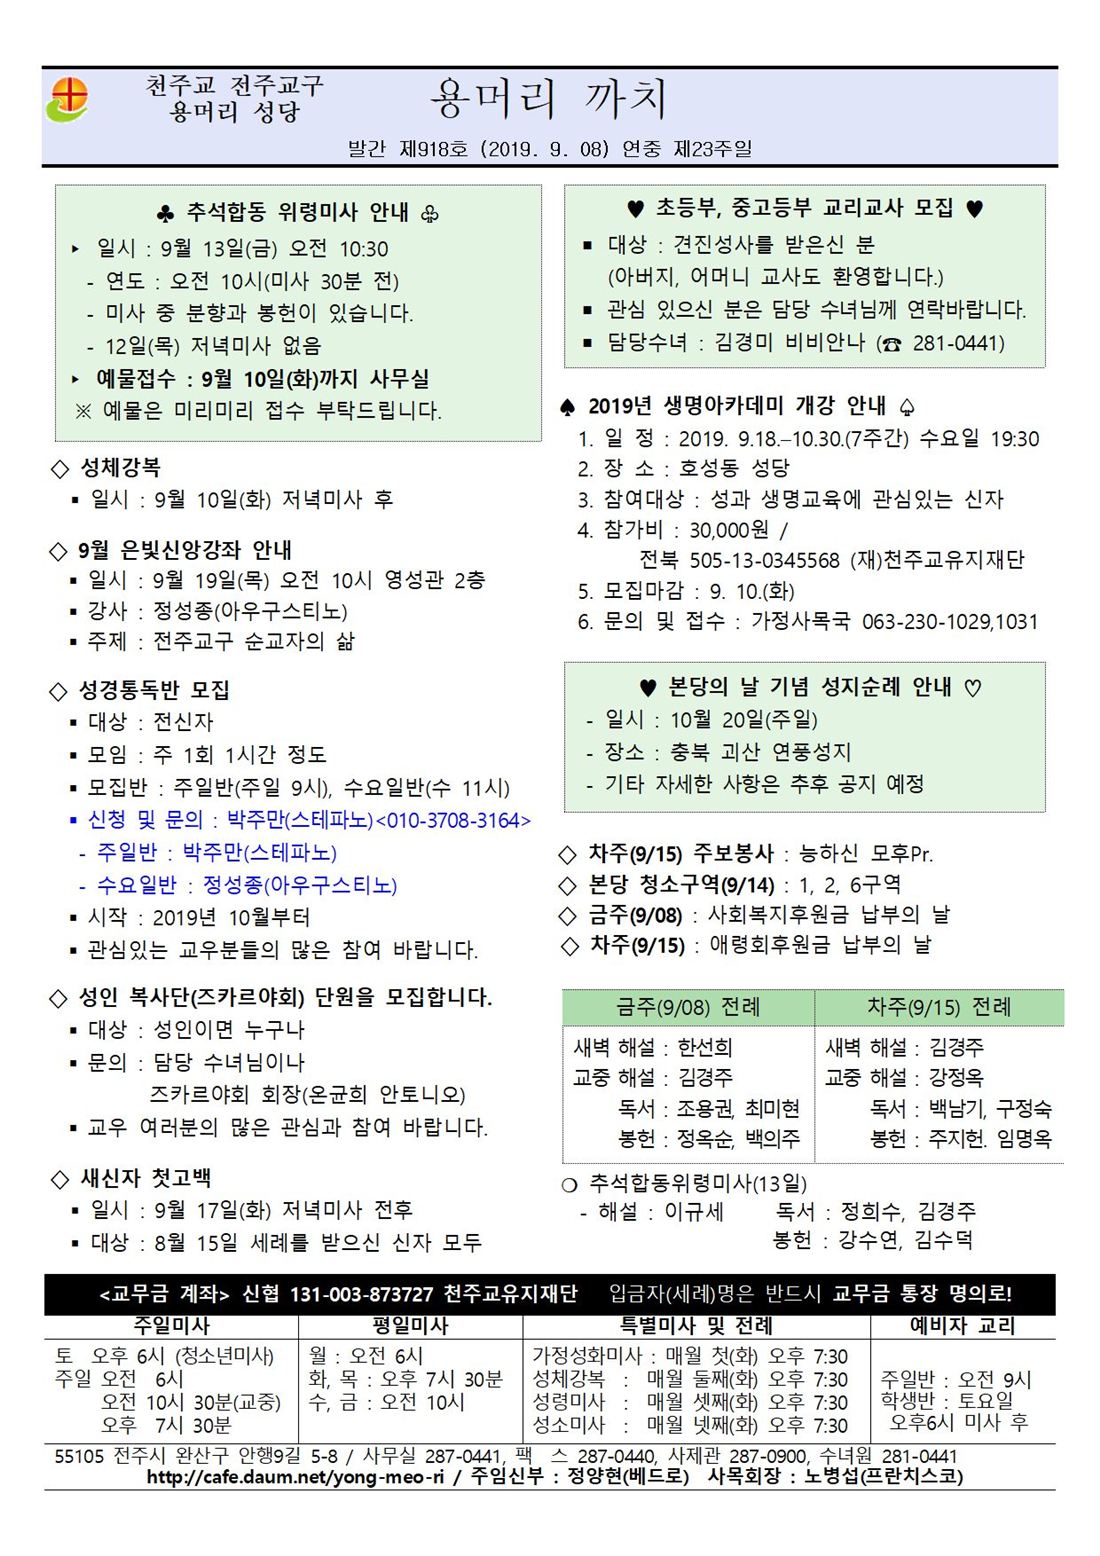 천주교 전주교구
용머리 성당
용머리 까치
발간 제918호 (2019. 9. 08) 연중 제23주일
♣ 추석합동 위령미사 안내 ♧
▸ 일시 : 9월 13일(금) 오전 10:30
- 연도 : 오전 10시(미사 30분 전)
- 미사 중 분향과 봉헌이 있습니다.
- 12일(목) 저녁미사 없음
▸ 예물접수 : 9월 10일(화)까지 사무실
※ 예물은 미리미리 접수 부탁드립니다.
◇ 성체강복
▪ 일시 : 9월 10일(화) 저녁미사 후
◇ 9월 은빛신앙강좌 안내
▪ 일시 : 9월 19일(목) 오전 10시 영성관 2층
▪ 강사 : 정성종(아우구스티노)
▪ 주제 : 전주교구 순교자의 삶
◇ 성경통독반 모집
▪ 대상 : 전신자
▪ 모임 : 주 1회 1시간 정도
▪ 모집반 : 주일반(주일 9시), 수요일반(수 11시)
▪ 신청 및 문의 : 박주만(스테파노)<010-3708-3164>
- 주일반 : 박주만(스테파노)
- 수요일반 : 정성종(아우구스티노)
▪ 시작 : 2019년 10월부터
▪ 관심있는 교우분들의 많은 참여 바랍니다.
◇ 성인 복사단(즈카르야회) 단원을 모집합니다.
▪ 대상 : 성인이면 누구나
▪ 문의 : 담당 수녀님이나
즈카르야회 회장(온균희 안토니오)
▪ 교우 여러분의 많은 관심과 참여 바랍니다.
◇ 새신자 첫고백
▪ 일시 : 9월 17일(화) 저녁미사 전후
▪ 대상 : 8월 15일 세례를 받으신 신자 모두
♥ 초등부, 중고등부 교리교사 모집 ♥
▪ 대상 : 견진성사를 받은신 분
(아버지, 어머니 교사도 환영합니다.)
▪ 관심 있으신 분은 담당 수녀님께 연락바랍니다.
▪ 담당수녀 : 김경미 비비안나 (☎ 281-0441)
♠ 2019년 생명아카데미 개강 안내 ♤
1. 일 정 : 2019. 9.18.–10.30.(7주간) 수요일 19:30
2. 장 소 : 호성동 성당
3. 참여대상 : 성과 생명교육에 관심있는 신자
4. 참가비 : 30,000원 /
전북 505-13-0345568 (재)천주교유지재단
5. 모집마감 : 9. 10.(화)
6. 문의 및 접수 : 가정사목국 063-230-1029,1031
♥ 본당의 날 기념 성지순례 안내 ♡
- 일시 : 10월 20일(주일)
- 장소 : 충북 괴산 연풍성지
- 기타 자세한 사항은 추후 공지 예정
◇ 차주(9/15) 주보봉사 : 능하신 모후Pr.
◇ 본당 청소구역(9/14) : 1, 2, 6구역
◇ 금주(9/08) : 사회복지후원금 납부의 날
◇ 차주(9/15) : 애령회후원금 납부의 날
금주(9/08) 전례 차주(9/15) 전례
새벽 해설 : 한선희 새벽 해설 : 김경주
교중 해설 : 김경주 교중 해설 : 강정옥
독서 : 조용권, 최미현 독서 : 백남기, 구정숙
봉헌 : 정옥순, 백의주 봉헌 : 주지헌. 임명옥
❍ 추석합동위령미사(13일)
- 해설 : 이규세 독서 : 정희수, 김경주
봉헌 : 강수연, 김수덕
<교무금 계좌> 신협 131-003-873727 천주교유지재단 입금자(세례)명은 반드시 교무금 통장 명의로!
주일미사 평일미사 특별미사 및 전례 예비자 교리
토 오후 6시 (청소년미사) 월 : 오전 6시 가정성화미사 : 매월 첫(화) 오후 7:30
주일 오전 6시 화, 목 : 오후 7시 30분 성체강복 : 매월 둘째(화) 오후 7:30 주일반 : 오전 9시
오전 10시 30분(교중) 수, 금 : 오전 10시 성령미사 : 매월 셋째(화) 오후 7:30 학생반 : 토요일
오후 7시 30분 성소미사 : 매월 넷째(화) 오후 7:30 오후6시 미사 후
55105 전주시 완산구 안행9길 5-8 / 사무실 287-0441, 팩 스 287-0440, 사제관 287-0900, 수녀원 281-0441
http://cafe.daum.net/yong-meo-ri / 주임신부 : 정양현(베드로) 사목회장 : 노병섭(프란치스코)